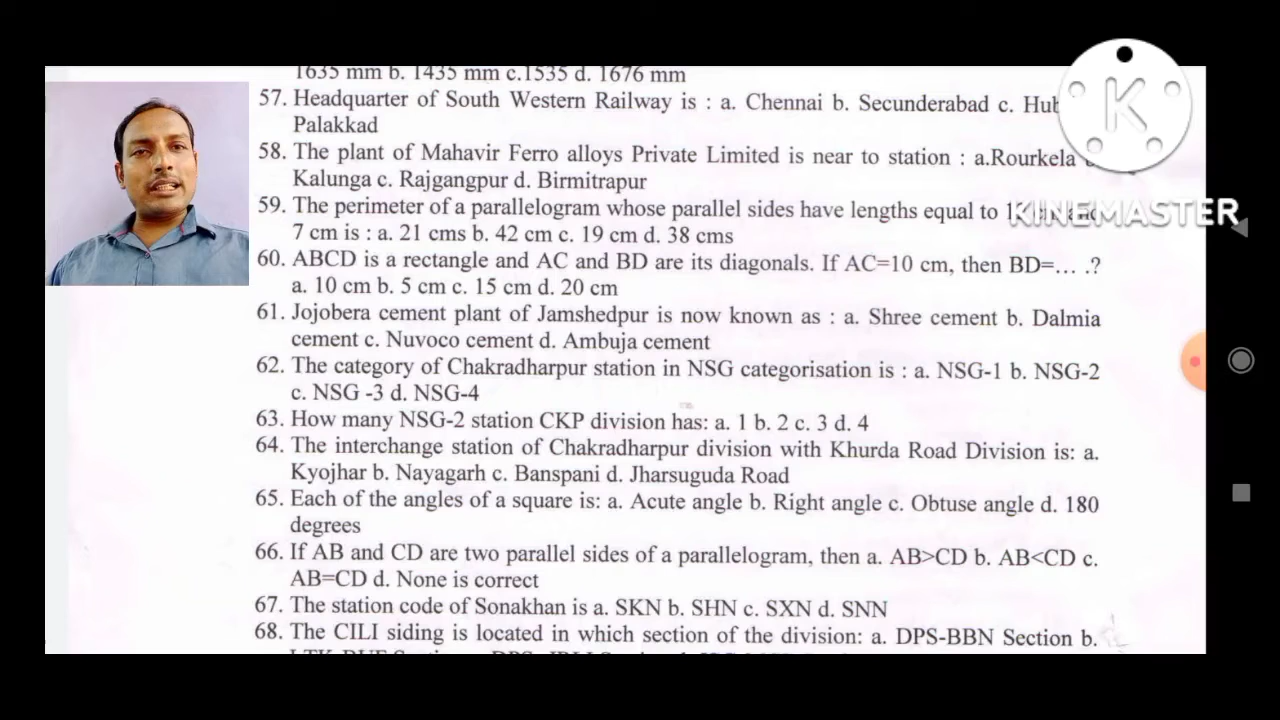 1635 mm b. 1435 mm c.1535 d. 1676 mm
57. Headquarter of South Western Railway is : a. Chennai b. Secunderabad c.
Palakkad
58. The plant of Mahavir Ferro alloys Private Limited is near to station : a.Rourkela
Kalunga c. Rajgangpur d. Birmitrapur
59. The perimeter of a parallelogram whose parallel sides have lengths equal to
7 cm is : a. 21 cms b. 42 cm c. 19 cm d. 38 cms
60. ABCD is a rectangle and AC and BD are its diagonals. If AC=10 cm, then BD=... .?
a. 10 cm b. 5 cm c. 15 cm d. 20 cm
61. Jojobera cement plant of Jamshedpur is now known as : a. Shree cement b. Dalmia
cement c. Nuvoco cement d. Ambuja cement
62. The category of Chakradharpur station in NSG categorisation is : a. NSG-1 b. NSG-2
c. NSG -3 d. NSG-4
63. How many NSG-2 station CKP division has: a. 1 b. 2 c. 3 d. 4
64. The interchange station of Chakradharpur division with Khurda Road Division is: a.
Kyojhar b. Nayagarh c. Banspani d. Jharsuguda Road
65. Each of the angles of a square is: a. Acute angle b. Right angle c. Obtuse angle d. 180
degrees
66. If AB and CD are two parallel sides of a parallelogram, then a. AB>CD b. AB<CD c.
AB=CD d. None is correct
67. The station code of Sonakhan is a. SKN b. SHN c. SXN d. SNN
68. The CILI siding is located in which section of the division: a. DPS-BBN Section b.
KINEMASTER